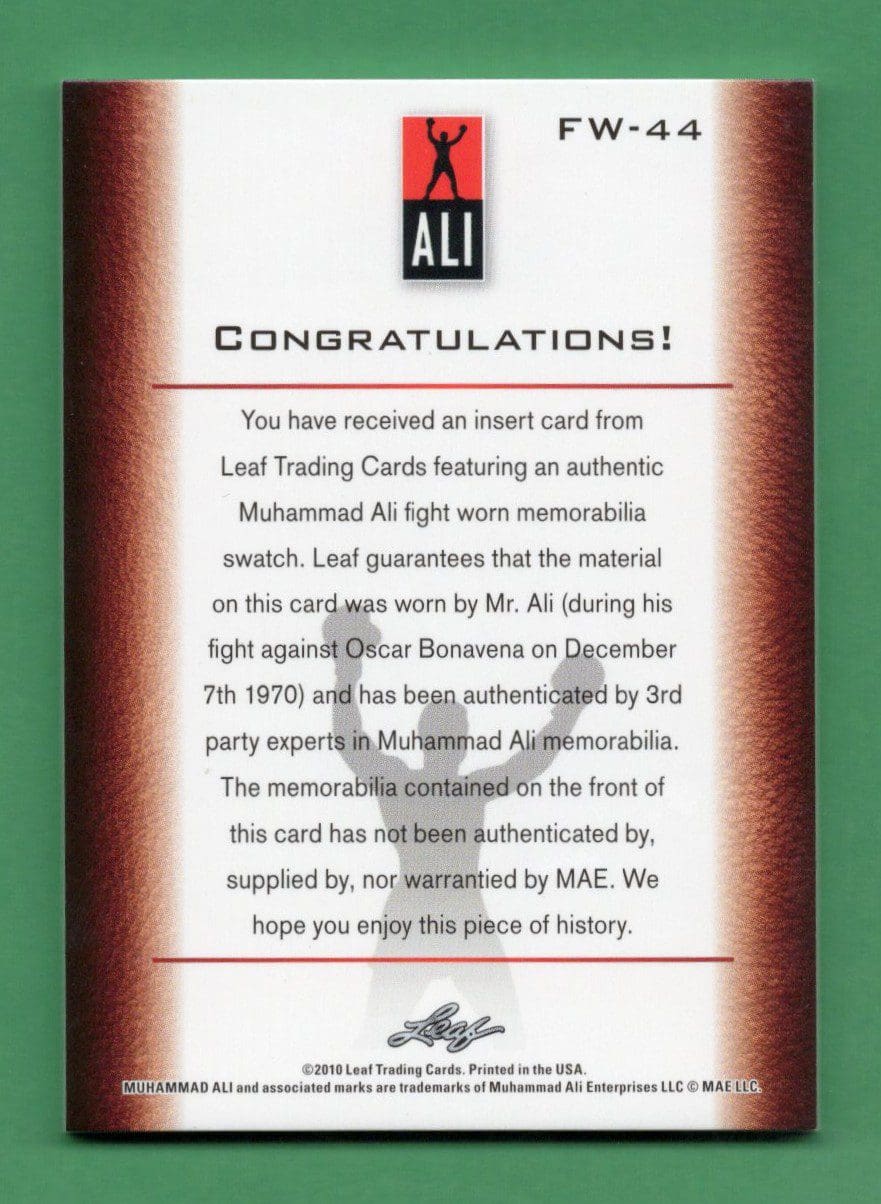 FW-44
ALI
CONGRATULATIONS!
You have received an insert card from
Leaf Trading Cards featuring an authentic
Muhammad Ali fight worn memorabilia
swatch. Leaf guarantees that the material
on this card was worn by Mr. Ali (during his
fight against Oscar Bonavena on December
7th 1970) and has been authenticated by 3rd
party experts in Muhammad Ali memorabilia.
The memorabilia contained on the front of
this card has not been authenticated by,
supplied by, nor warrantied by MAE. We
hope you enjoy this piece of history.
Leaf
©2010 Leaf Trading Cards. Printed in the USA.
MUHAMMAD ALI and associated marks are trademarks of Muhammad Ali Enterprises LLC © MAE LLC.